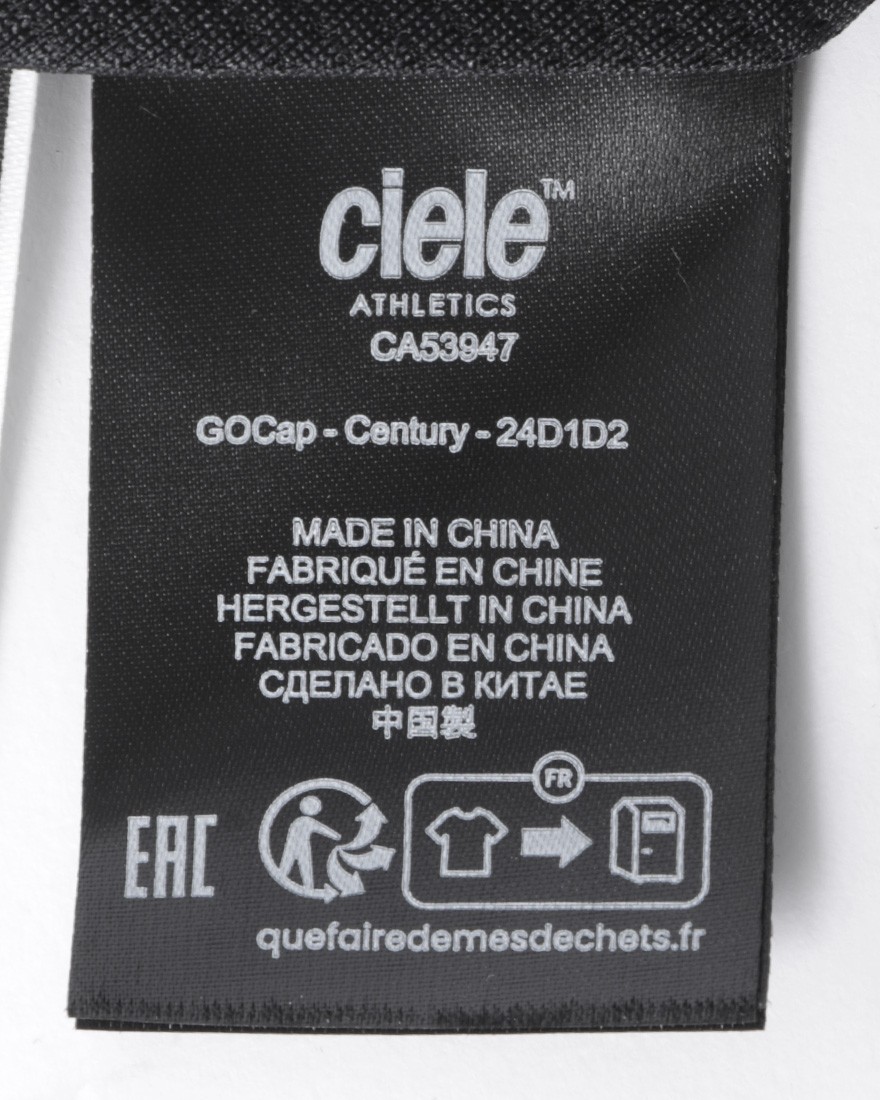 ciele™
ATHLETICS
CA53947
GOCap - Century - 24D1D2
MADE IN CHINA
FABRIQUÉ EN CHINE
HERGESTELLT IN CHINA
FABRICADO EN CHINA
СДЕЛАНО В КИТАЕ
中国製
FR
EAC
quefairedemesdechets.fr